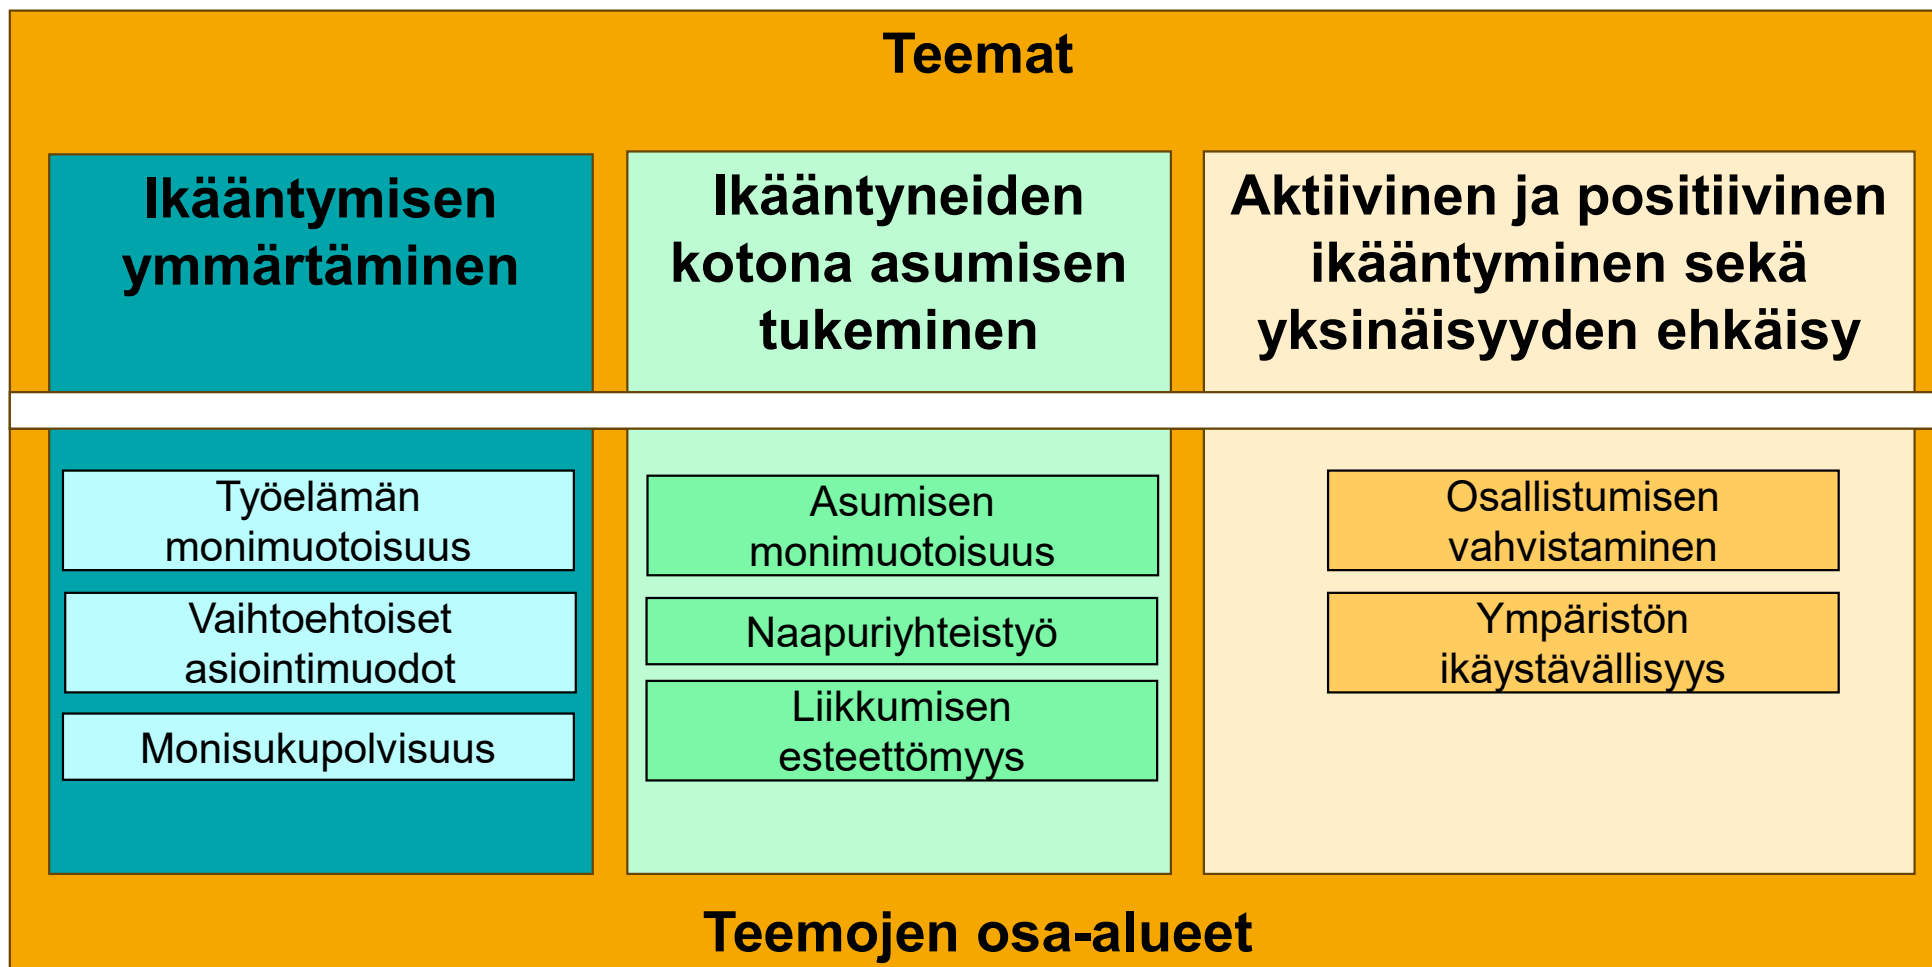 Teemat
Ikääntymisen
ymmärtäminen
Ikääntyneiden
kotona asumisen
tukeminen
Aktiivinen ja positiivinen
ikääntyminen sekä
yksinäisyyden ehkäisy
Työelämän
monimuotoisuus
Vaihtoehtoiset
asiointimuodot
Monisukupolvisuus
Asumisen
monimuotoisuus
Naapuriyhteistyö
Liikkumisen
esteettömyys
Osallistumisen
vahvistaminen
Ympäristön
ikäystävällisyys
Teemojen osa-alueet